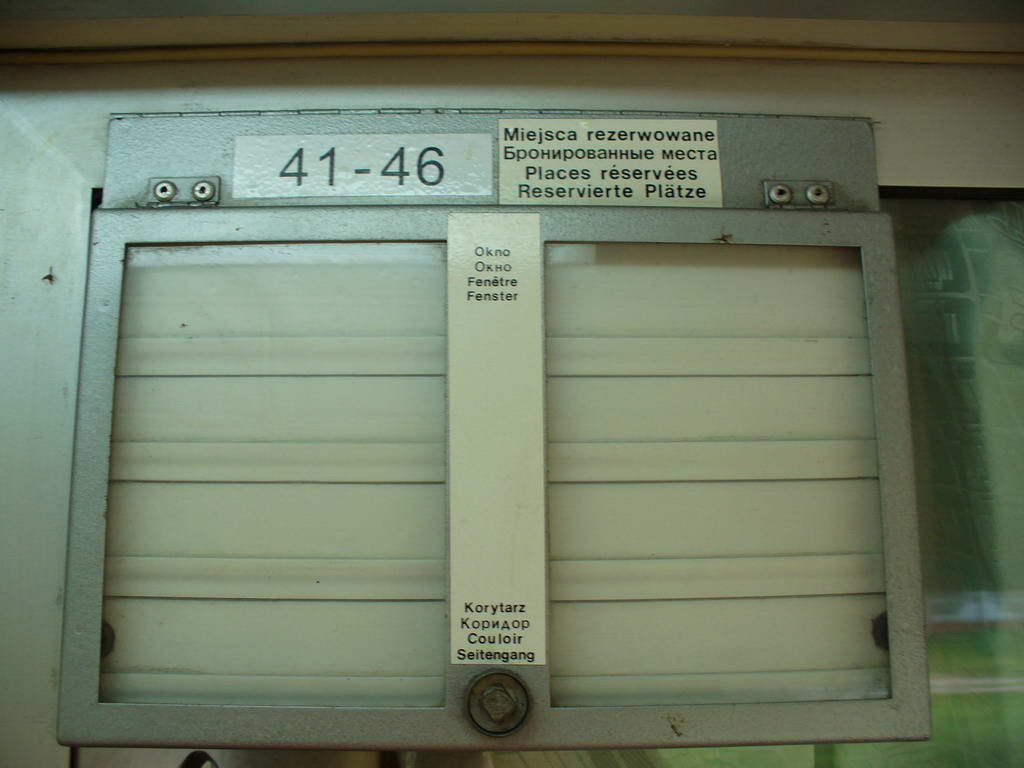 41-46
Miejsca rezerwowane
Бронированные места
Places réservées
Reservierte Plätze
Okno
Окно
Fenêtre
Fenster
Korytarz
Коридор
Couloir
Seitengang